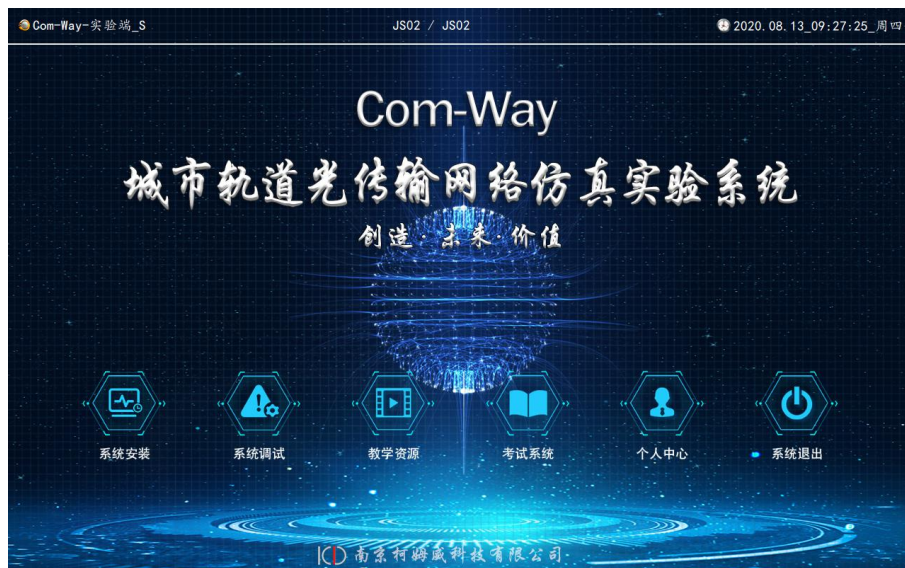 Com-Way-实验端_S JS02 / JS02 2020.08.13_09:27:25_周四
Com-Way
城市轨道光传输网络仿真实验系统
创造·未来·价值
系统安装 系统调试 教学资源 考试系统 个人中心 系统退出
南京柯姆威科技有限公司